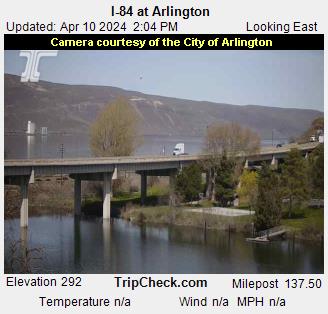 I-84 at Arlington
Updated: Apr 10 2024 2:04 PM Looking East
Camera courtesy of the City of Arlington
Elevation 292 TripCheck.com Milepost 137.50
Temperature n/a Wind n/a MPH n/a